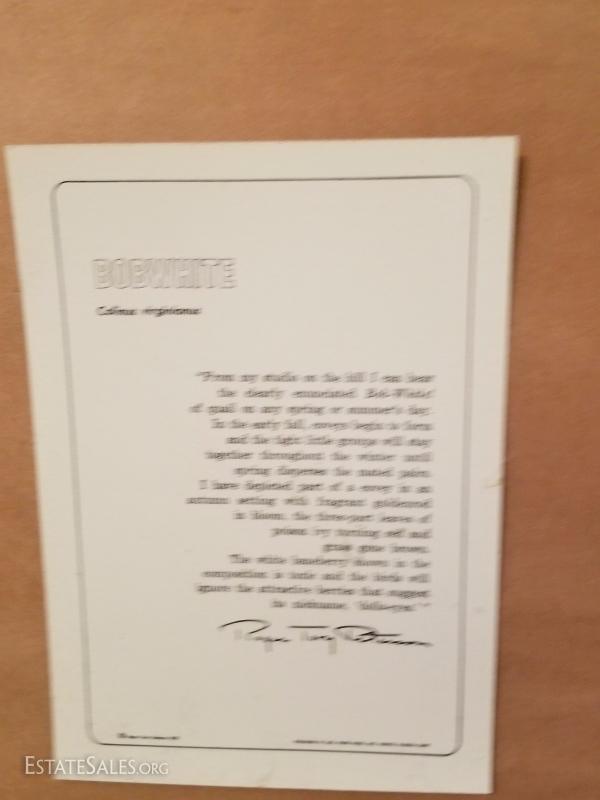 BOBWHITE
Colinus virginianus
"From my studio on the hill I can hear
the clearly enunciated Bob-White!
of quail on any spring or summer's day.
In the early fall, coveys begin to form
and the tight little groups will stay
together throughout the winter until
spring disperses the mated pairs.
I have depicted part of a covey in an
autumn setting with fragrant goldenrod
in bloom, the three-part leaves of
poison ivy turning red and
grass gone brown.
The white baneberry shown in the
composition is toxic and the birds will
ignore the attractive berries that suggest
its nickname, 'doll's-eyes.'"
Roger Tory Peterson
ESTATESALES.ORG